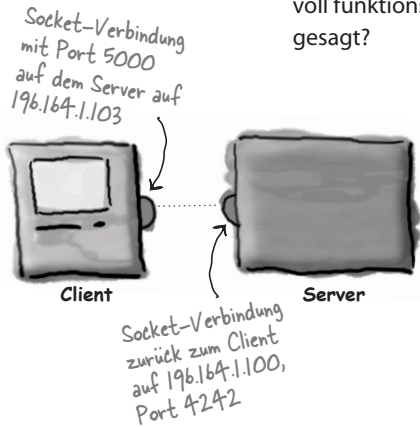 voll funktions
gesagt?
Socket-Verbindung
mit Port 5000
auf dem Server auf
196.164.1.103
Client
Server
Socket-Verbindung
zurück zum Client
auf 196.164.1.100,
Port 4242